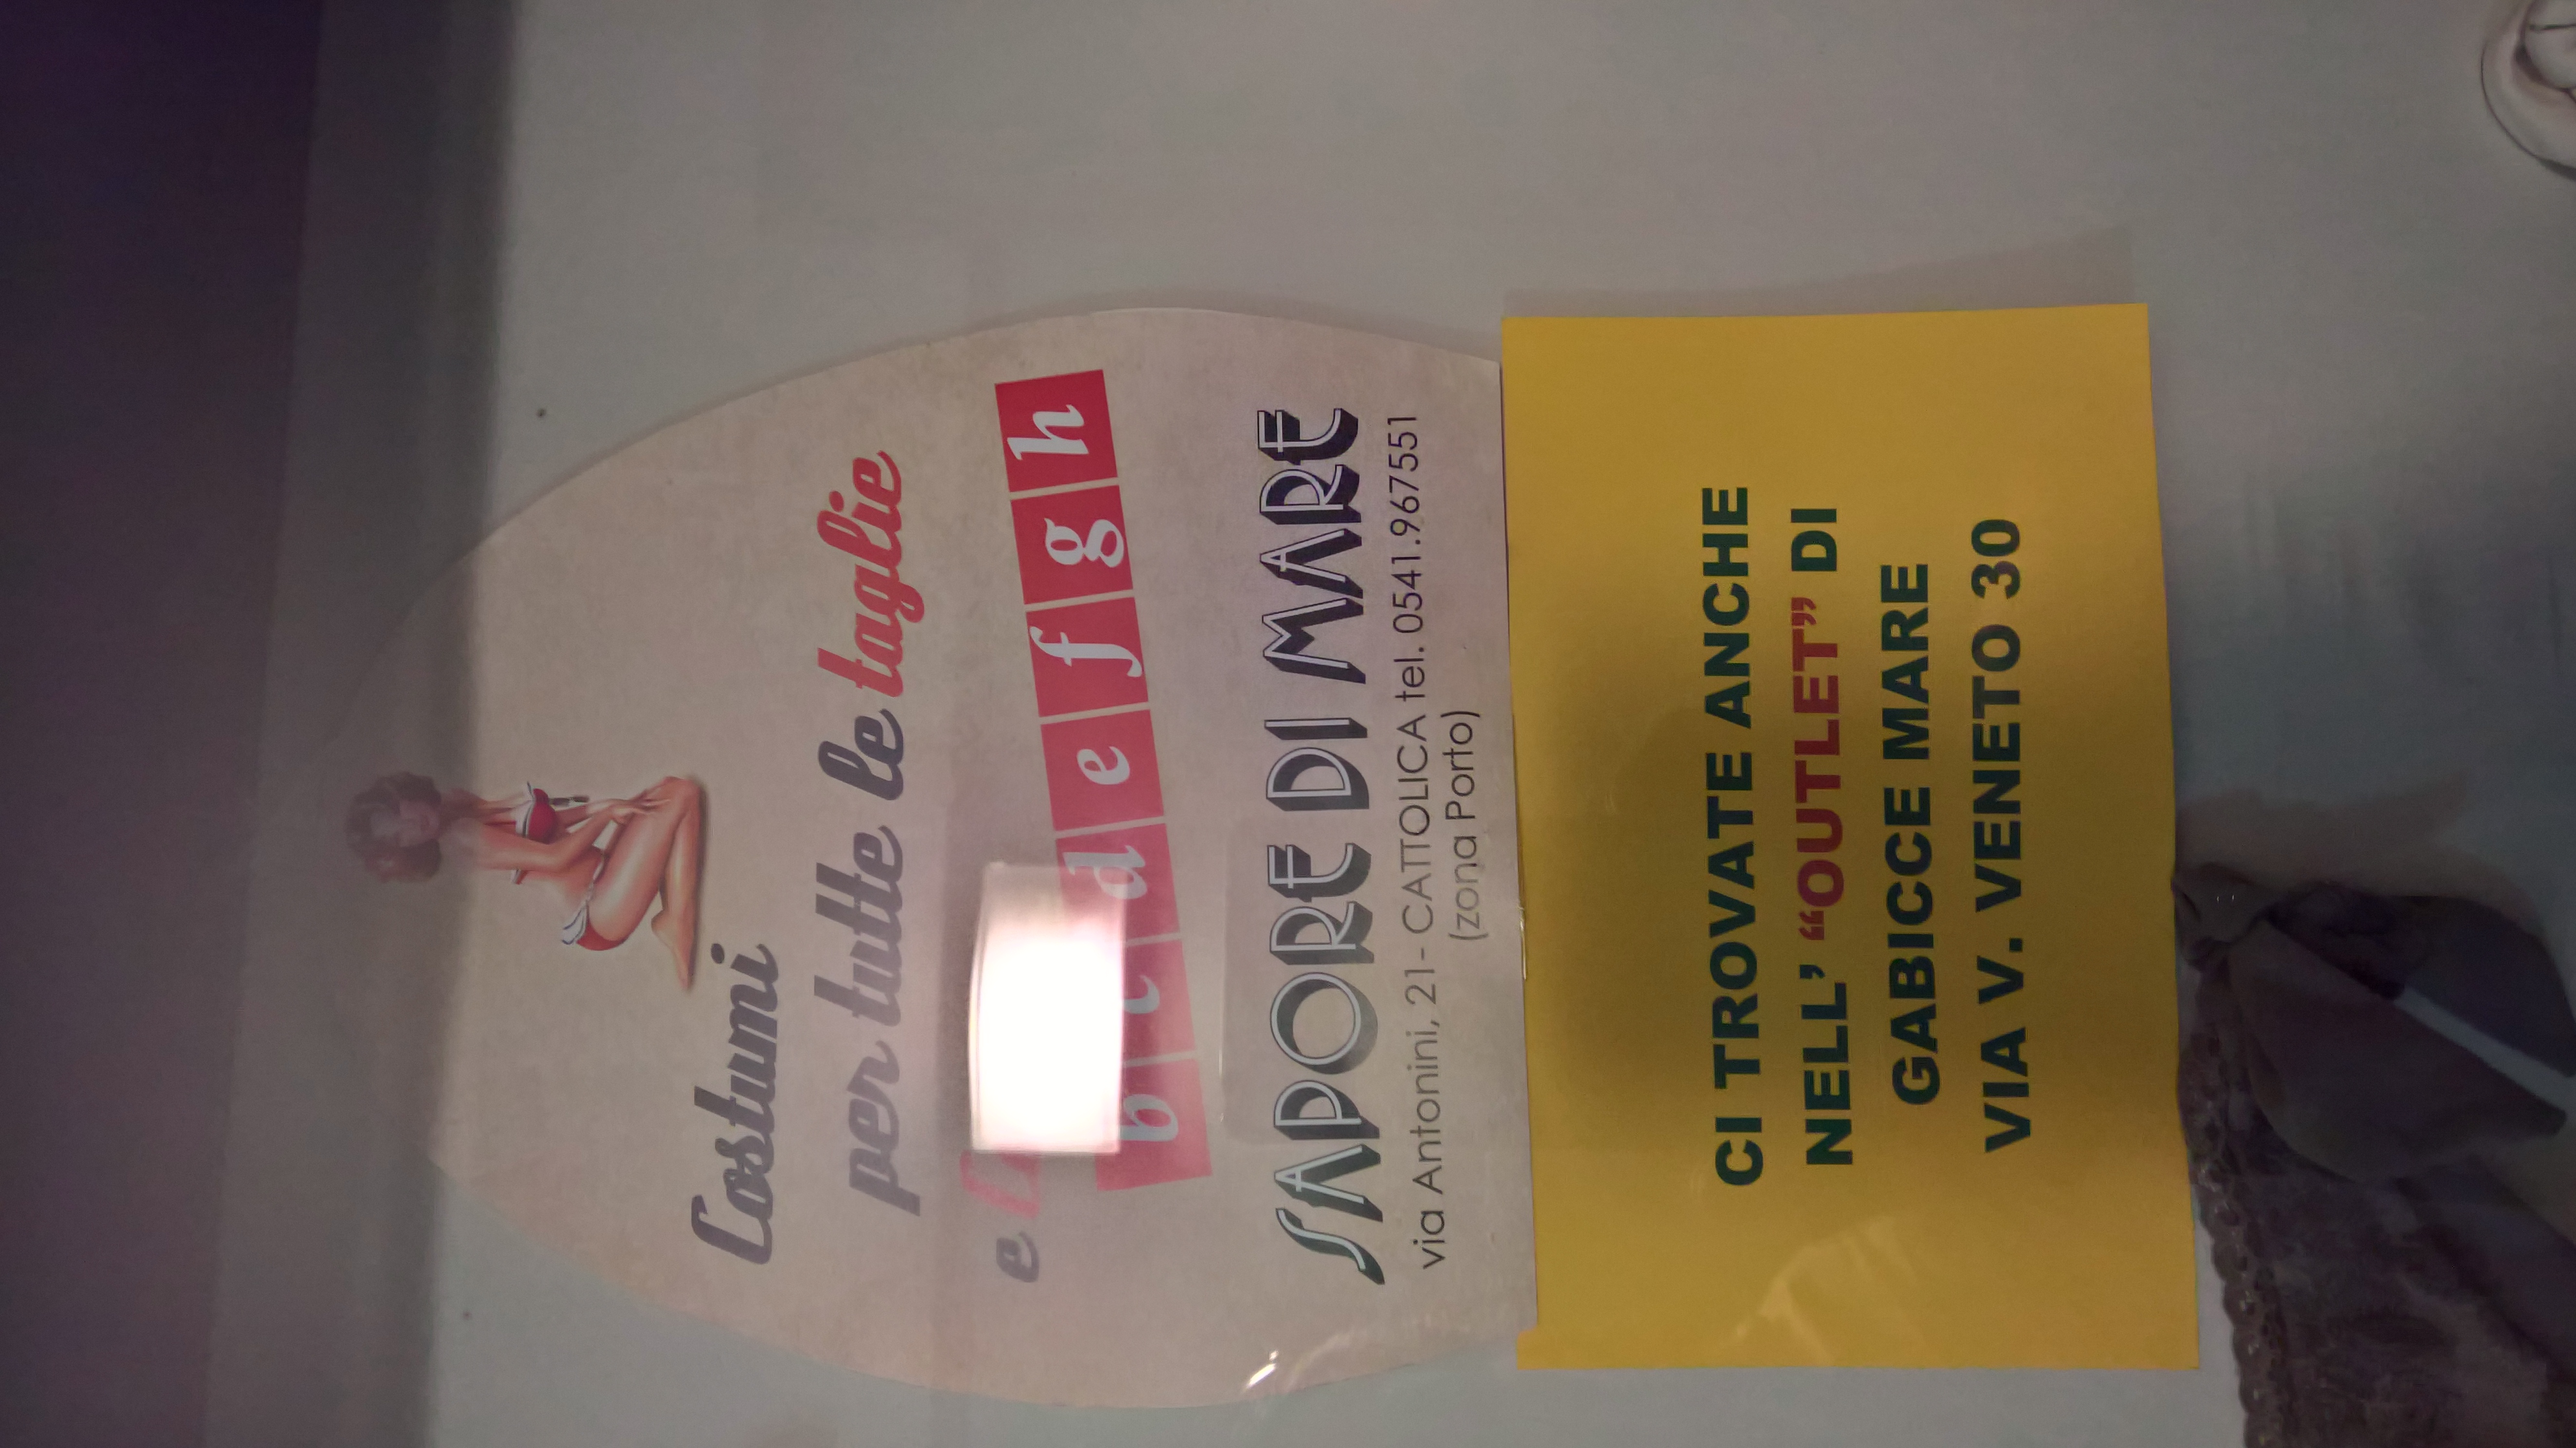 Costumi
per tutte le taglie
e
b c d e f g h
SAPORE DI MARE
via Antonini, 21- CATTOLICA tel. 0541.967551
(zona Porto)
CI TROVATE ANCHE
NELL' “OUTLET” DI
GABICCE MARE
VIA V. VENETO 30